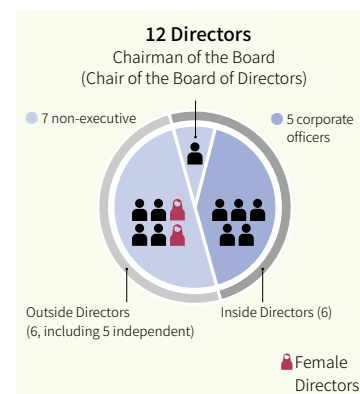 12 Directors
Chairman of the Board
(Chair of the Board of Directors)
7 non-executive
5 corporate
officers
Outside Directors
(6, including 5 independent)
Inside Directors (6)
Female
Directors